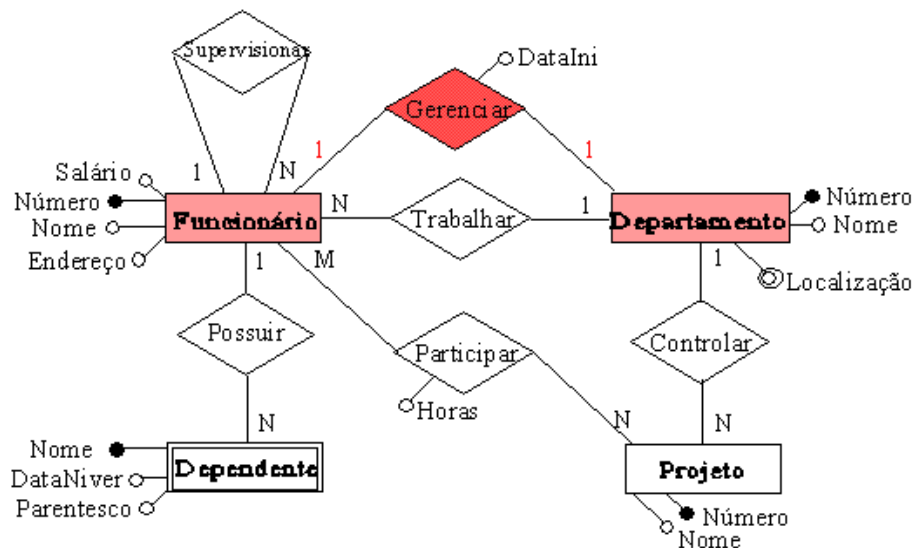 Supervisionar
DataIni
Gerenciar
1
1
1
N
Salário
Número
Nome
Endereço
Funcionário
N
Trabalhar
1
Departamento
Número
Nome
Localização
1
M
1
Possuir
Participar
Horas
Controlar
N
N
N
Nome
DataNiver
Parentesco
Dependente
Projeto
Número
Nome